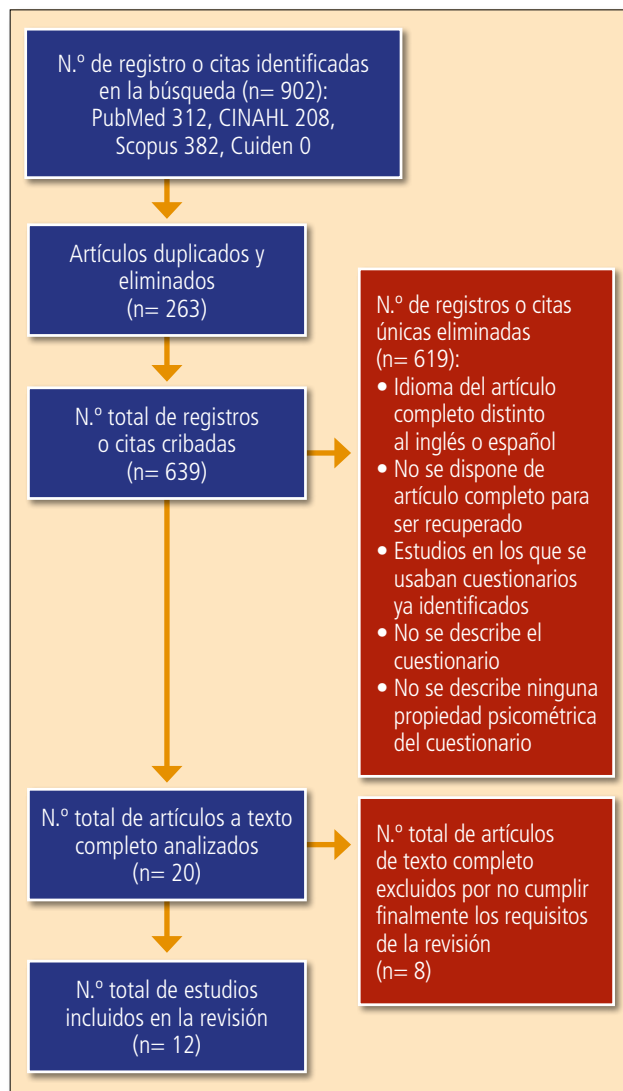 N.º de registro o citas identificadas
en la búsqueda (n= 902):
PubMed 312, CINAHL 208,
Scopus 382, Cuiden 0
Artículos duplicados y
eliminados
(n= 263)
N.º total de registros
o citas cribadas
(n= 639)
N.º de registros o citas
únicas eliminadas
(n= 619):
• Idioma del artículo
completo distinto
al inglés o español
• No se dispone de
artículo completo para
ser recuperado
• Estudios en los que se
usaban cuestionarios
ya identificados
• No se describe el
cuestionario
• No se describe ninguna
propiedad psicométrica
del cuestionario
N.º total de artículos a texto
completo analizados
(n= 20)
N.º total de artículos
de texto completo
excluidos por no cumplir
finalmente los requisitos
de la revisión
(n= 8)
N.º total de estudios
incluidos en la revisión
(n= 12)